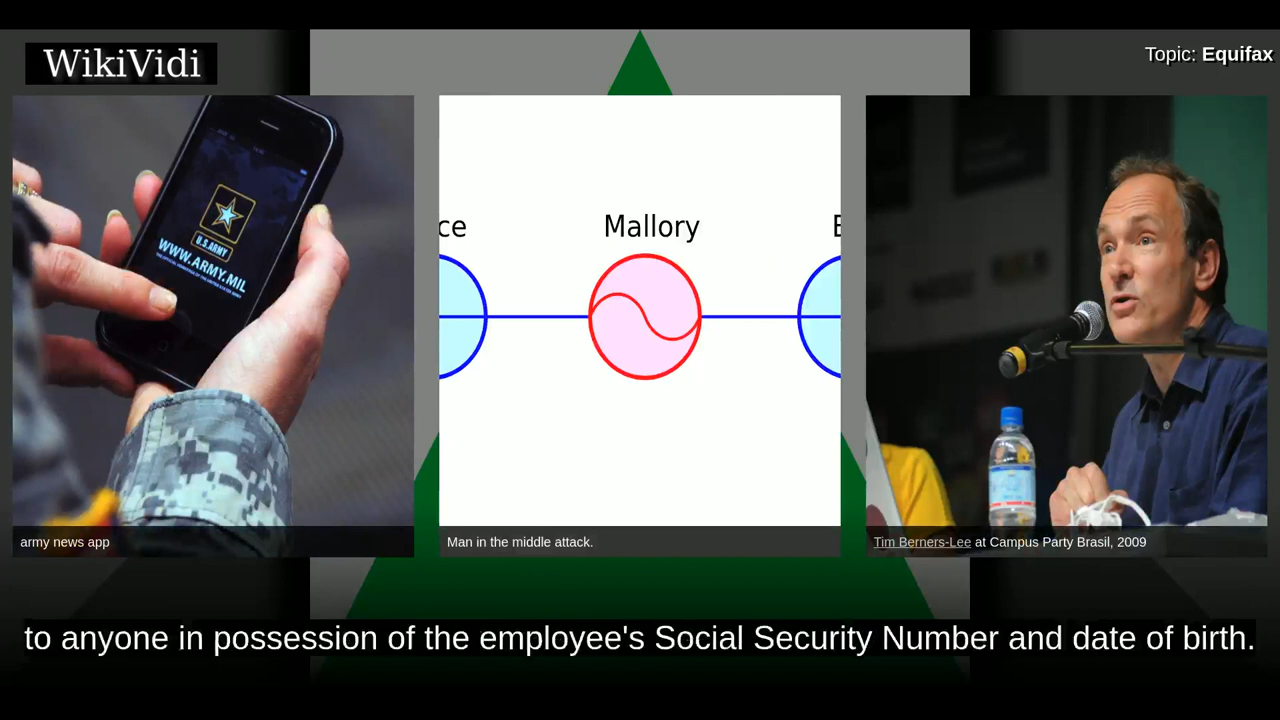 WikiVidi
Topic: Equifax
U.S.ARMY
WWW.ARMY.MIL
ce
Mallory
army news app
Man in the middle attack.
Tim Berners-Lee at Campus Party Brasil, 2009
to anyone in possession of the employee's Social Security Number and date of birth.